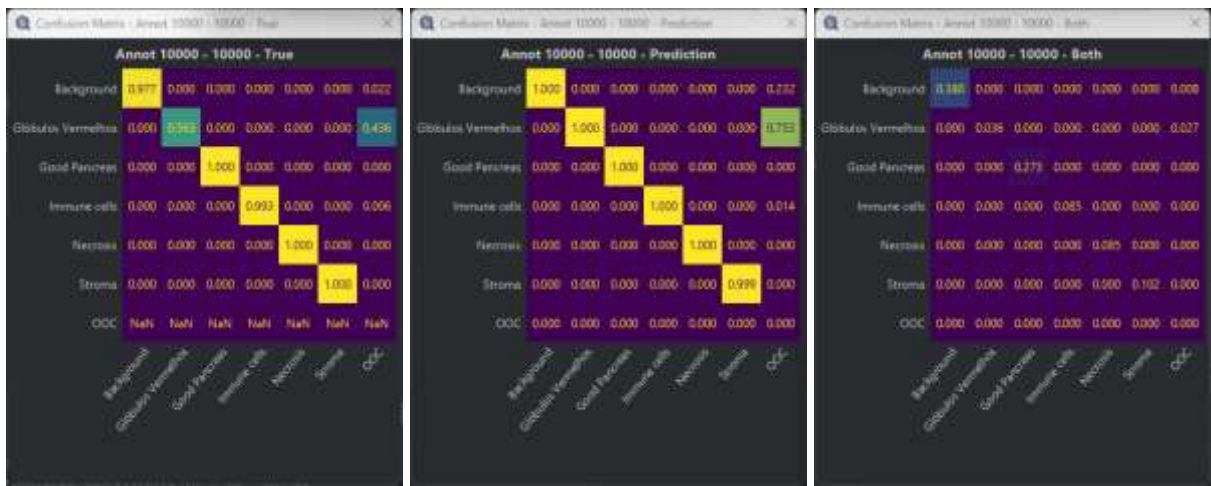 Confusion Matrix - Annot 10000 - 10000 - True
Annot 10000 - 10000 - True
Background 0.977 0.000 0.000 0.000 0.000 0.000 0.022
Glóbulos Vermelhos 0.000 0.563 0.000 0.000 0.000 0.000 0.436
Good Pancreas 0.000 0.000 1.000 0.000 0.000 0.000 0.000
Immune cells 0.000 0.000 0.000 0.993 0.000 0.000 0.006
Necrosis 0.000 0.000 0.000 0.000 1.000 0.000 0.000
Stroma 0.000 0.000 0.000 0.000 0.000 1.000 0.000
OOC NaN NaN NaN NaN NaN NaN NaN
Background Glóbulos Vermelhos Good Pancreas Immune cells Necrosis Stroma OOC
Confusion Matrix - Annot 10000 - 10000 - Prediction
Annot 10000 - 10000 - Prediction
Background 1.000 0.000 0.000 0.000 0.000 0.000 0.232
Glóbulos Vermelhos 0.000 1.000 0.000 0.000 0.000 0.000 0.753
Good Pancreas 0.000 0.000 1.000 0.000 0.000 0.000 0.000
Immune cells 0.000 0.000 0.000 1.000 0.000 0.000 0.014
Necrosis 0.000 0.000 0.000 0.000 1.000 0.000 0.000
Stroma 0.000 0.000 0.000 0.000 0.000 0.999 0.000
OOC 0.000 0.000 0.000 0.000 0.000 0.000 0.000
Background Glóbulos Vermelhos Good Pancreas Immune cells Necrosis Stroma OOC
Confusion Matrix - Annot 10000 - 10000 - Both
Annot 10000 - 10000 - Both
Background 0.000 0.000 0.000 0.000 0.000 0.000
Glóbulos Vermelhos 0.000 0.036 0.000 0.000 0.000 0.000 0.027
Good Pancreas 0.000 0.000 0.273 0.000 0.000 0.000 0.000
Immune cells 0.000 0.000 0.000 0.085 0.000 0.000 0.000
Necrosis 0.000 0.000 0.000 0.000 0.085 0.000 0.000
Stroma 0.000 0.000 0.000 0.000 0.000 0.102 0.000
OOC 0.000 0.000 0.000 0.000 0.000 0.000 0.000
Background Glóbulos Vermelhos Good Pancreas Immune cells Necrosis Stroma OOC